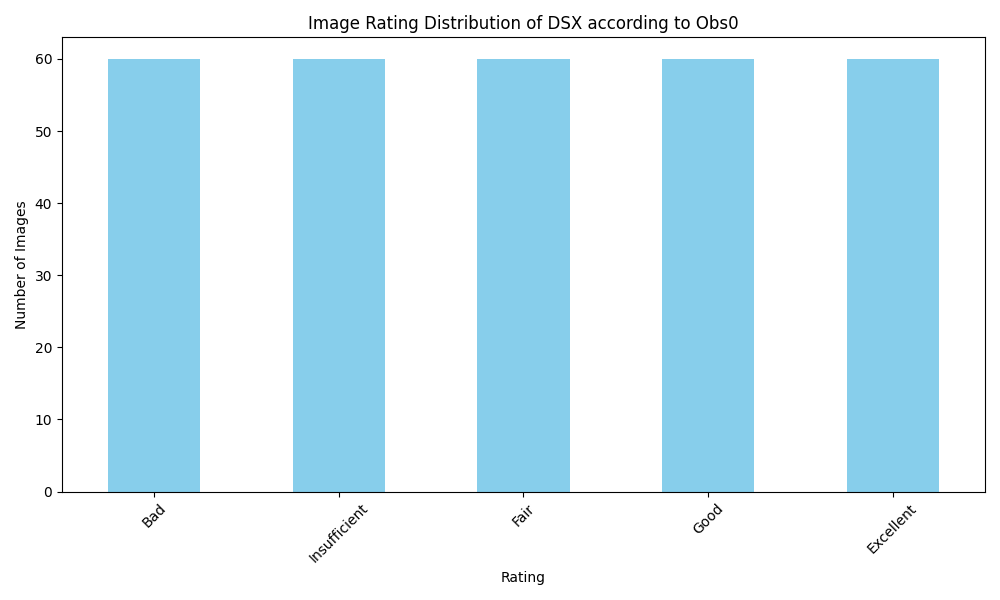 Image Rating Distribution of DSX according to Obs0
Number of Images
60
50
40
30
20
10
0
Bad
Insufficient
Fair
Good
Excellent
Rating